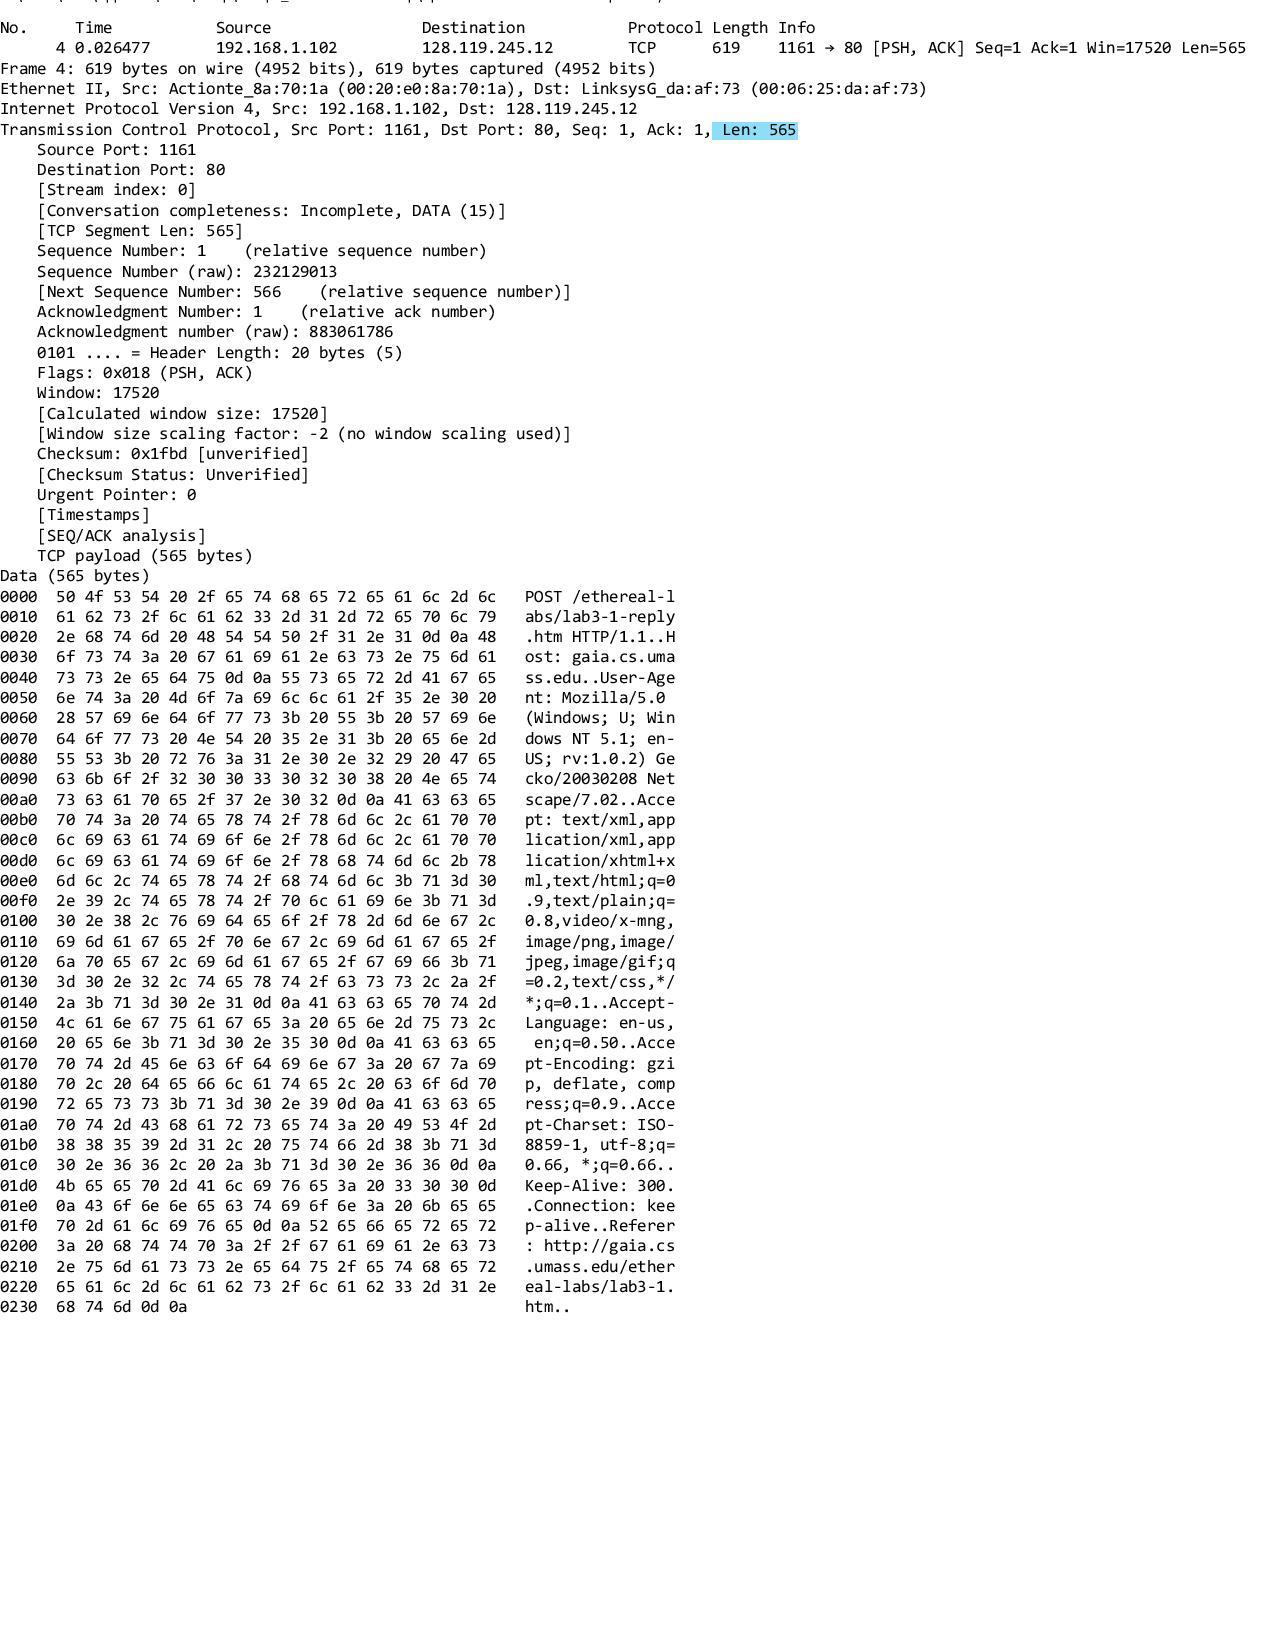 No.     Time           Source                Destination           Protocol Length Info
      4 0.026477       192.168.1.102         128.119.245.12        TCP      619    1161 → 80 [PSH, ACK] Seq=1 Ack=1 Win=17520 Len=565
Frame 4: 619 bytes on wire (4952 bits), 619 bytes captured (4952 bits)
Ethernet II, Src: Actionte_8a:70:1a (00:20:e0:8a:70:1a), Dst: LinksysG_da:af:73 (00:06:25:da:af:73)
Internet Protocol Version 4, Src: 192.168.1.102, Dst: 128.119.245.12
Transmission Control Protocol, Src Port: 1161, Dst Port: 80, Seq: 1, Ack: 1, Len: 565
    Source Port: 1161
    Destination Port: 80
    [Stream index: 0]
    [Conversation completeness: Incomplete, DATA (15)]
    [TCP Segment Len: 565]
    Sequence Number: 1    (relative sequence number)
    Sequence Number (raw): 232129013
    [Next Sequence Number: 566    (relative sequence number)]
    Acknowledgment Number: 1    (relative ack number)
    Acknowledgment number (raw): 883061786
    0101 .... = Header Length: 20 bytes (5)
    Flags: 0x018 (PSH, ACK)
    Window: 17520
    [Calculated window size: 17520]
    [Window size scaling factor: -2 (no window scaling used)]
    Checksum: 0x1fbd [unverified]
    [Checksum Status: Unverified]
    Urgent Pointer: 0
    [Timestamps]
    [SEQ/ACK analysis]
    TCP payload (565 bytes)
Data (565 bytes)
0000  50 4f 53 54 20 2f 65 74 68 65 72 65 61 6c 2d 6c   POST /ethereal-l
0010  61 62 73 2f 6c 61 62 33 2d 31 2d 72 65 70 6c 79   abs/lab3-1-reply
0020  2e 68 74 6d 20 48 54 54 50 2f 31 2e 31 0d 0a 48   .htm HTTP/1.1..H
0030  6f 73 74 3a 20 67 61 69 61 2e 63 73 2e 75 6d 61   ost: gaia.cs.uma
0040  73 73 2e 65 64 75 0d 0a 55 73 65 72 2d 41 67 65   ss.edu..User-Age
0050  6e 74 3a 20 4d 6f 7a 69 6c 6c 61 2f 35 2e 30 20   nt: Mozilla/5.0
0060  28 57 69 6e 64 6f 77 73 3b 20 55 3b 20 57 69 6e   (Windows; U; Win
0070  64 6f 77 73 20 4e 54 20 35 2e 31 3b 20 65 6e 2d   dows NT 5.1; en-
0080  55 53 3b 20 72 76 3a 31 2e 30 2e 32 29 20 47 65   US; rv:1.0.2) Ge
0090  63 6b 6f 2f 32 30 30 33 30 32 30 38 20 4e 65 74   cko/20030208 Net
00a0  73 63 61 70 65 2f 37 2e 30 32 0d 0a 41 63 63 65   scape/7.02..Acce
00b0  70 74 3a 20 74 65 78 74 2f 78 6d 6c 2c 61 70 70   pt: text/xml,app
00c0  6c 69 63 61 74 69 6f 6e 2f 78 6d 6c 2c 61 70 70   lication/xml,app
00d0  6c 69 63 61 74 69 6f 6e 2f 78 68 74 6d 6c 2b 78   lication/xhtml+x
00e0  6d 6c 2c 74 65 78 74 2f 68 74 6d 6c 3b 71 3d 30   ml,text/html;q=0
00f0  2e 39 2c 74 65 78 74 2f 70 6c 61 69 6e 3b 71 3d   .9,text/plain;q=
0100  30 2e 38 2c 76 69 64 65 6f 2f 78 2d 6d 6e 67 2c   0.8,video/x-mng,
0110  69 6d 61 67 65 2f 70 6e 67 2c 69 6d 61 67 65 2f   image/png,image/
0120  6a 70 65 67 2c 69 6d 61 67 65 2f 67 69 66 3b 71   jpeg,image/gif;q
0130  3d 30 2e 32 2c 74 65 78 74 2f 63 73 73 2c 2a 2f   =0.2,text/css,*/
0140  2a 3b 71 3d 30 2e 31 0d 0a 41 63 63 65 70 74 2d   *;q=0.1..Accept-
0150  4c 61 6e 67 75 61 67 65 3a 20 65 6e 2d 75 73 2c   Language: en-us,
0160  20 65 6e 3b 71 3d 30 2e 35 30 0d 0a 41 63 63 65    en;q=0.50..Acce
0170  70 74 2d 45 6e 63 6f 64 69 6e 67 3a 20 67 7a 69   pt-Encoding: gzi
0180  70 2c 20 64 65 66 6c 61 74 65 2c 20 63 6f 6d 70   p, deflate, comp
0190  72 65 73 73 3b 71 3d 30 2e 39 0d 0a 41 63 63 65   ress;q=0.9..Acce
01a0  70 74 2d 43 68 61 72 73 65 74 3a 20 49 53 4f 2d   pt-Charset: ISO-
01b0  38 38 35 39 2d 31 2c 20 75 74 66 2d 38 3b 71 3d   8859-1, utf-8;q=
01c0  30 2e 36 36 2c 20 2a 3b 71 3d 30 2e 36 36 0d 0a   0.66, *;q=0.66..
01d0  4b 65 65 70 2d 41 6c 69 76 65 3a 20 33 30 30 0d   Keep-Alive: 300.
01e0  0a 43 6f 6e 6e 65 63 74 69 6f 6e 3a 20 6b 65 65   .Connection: kee
01f0  70 2d 61 6c 69 76 65 0d 0a 52 65 66 65 72 65 72   p-alive..Referer
0200  3a 20 68 74 74 70 3a 2f 2f 67 61 69 61 2e 63 73   : http://gaia.cs
0210  2e 75 6d 61 73 73 2e 65 64 75 2f 65 74 68 65 72   .umass.edu/ether
0220  65 61 6c 2d 6c 61 62 73 2f 6c 61 62 33 2d 31 2e   eal-labs/lab3-1.
0230  68 74 6d 0d 0a                                    htm..